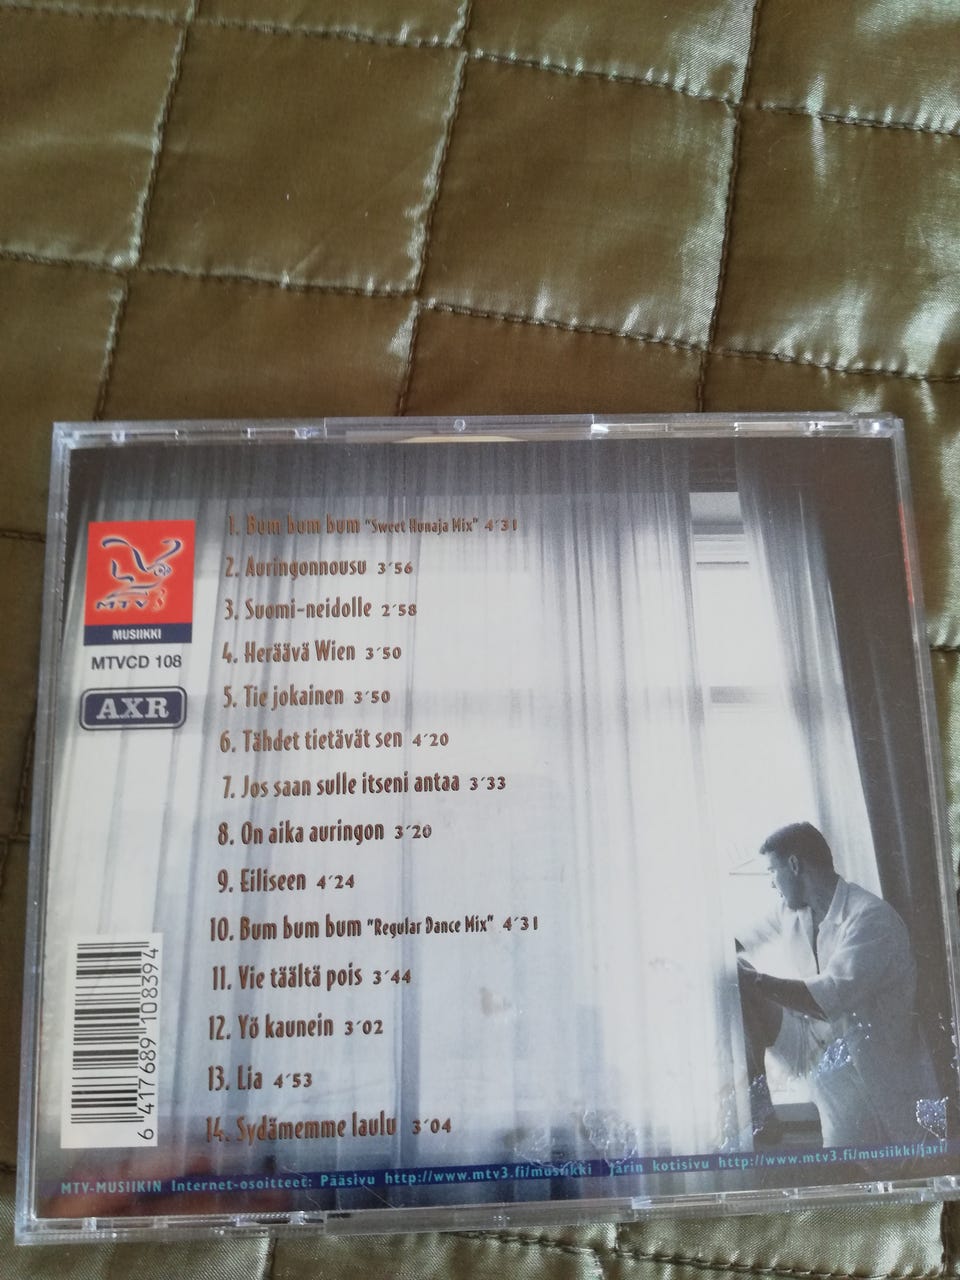 1. Bum bum bum "Sweet Hunaja Mix" 4´31
2. Auringonnousu 3´56
3. Suomi-neidolle 2´58
4. Heräävä Wien 3´50
5. Tie jokainen 3´50
6. Tähdet tietävät sen 4´20
7. Jos saan sulle itseni antaa 3´33
8. On aika auringon 3´20
9. Eiliseen 4´24
10. Bum bum bum "Regular Dance Mix" 4´31
11. Vie täältä pois 3´44
12. Yö kaunein 3´02
13. Lia 4´53
14. Sydämemme laulu 3´04
MTV3
MUSIIKKI
MTVCD 108
AXR
6 417689 108394
MTV-MUSIIKIN Internet-osoitteet: Pääsivu http://www.mtv3.fi/musiikki Jarin kotisivu http://www.mtv3.fi/musiikki/jari